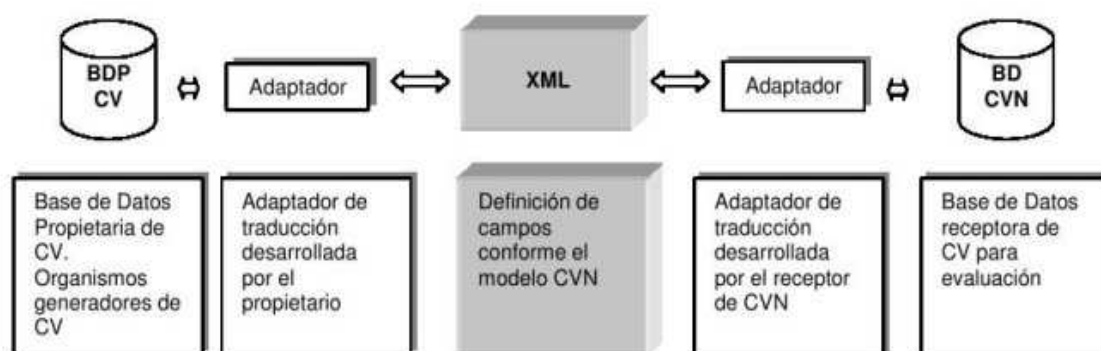 BDP
CV
Adaptador
XML
Adaptador
BD
CVN
Base de Datos
Propietaria de
CV.
Organismos
generadores de
CV
Adaptador de
traducción
desarrollada
por el
propietario
Definición de
campos
conforme el
modelo CVN
Adaptador de
traducción
desarrollada
por el receptor
de CVN
Base de Datos
receptora de
CV para
evaluación